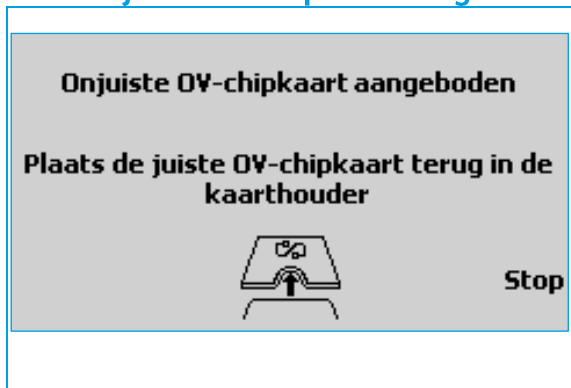 Onjuiste OV-chipkaart aangeboden
Plaats de juiste OV-chipkaart terug in de
kaarthouder
Stop